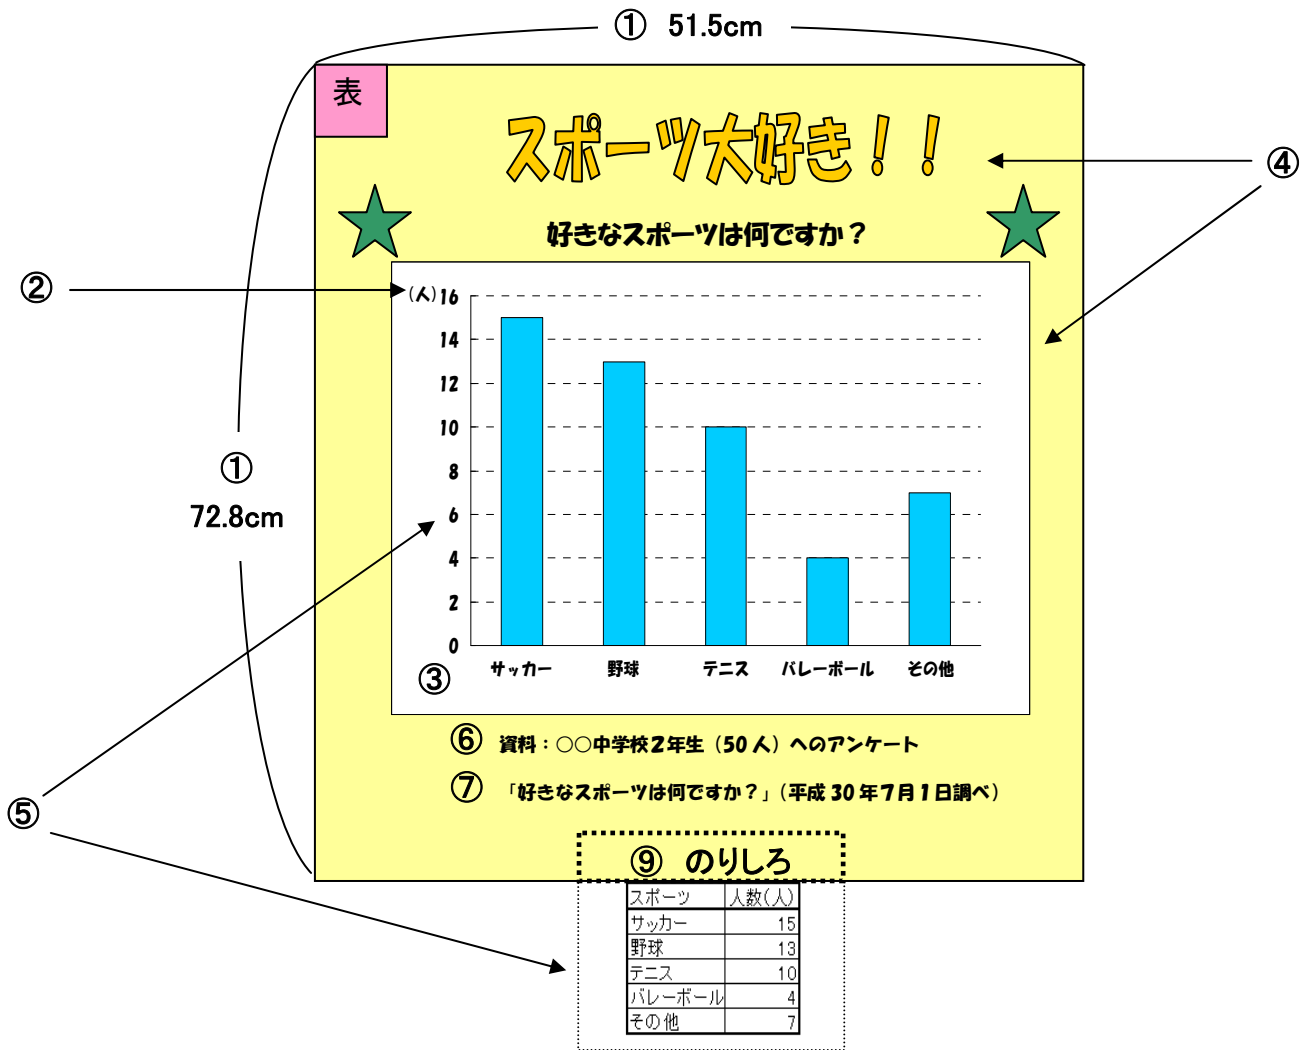 ① 51.5cm
表
スポーツ大好き！！
④
好きなスポーツは何ですか？
②
(人)
16
14
12
10
8
6
4
2
0
①
72.8cm
③
サッカー 野球 テニス バレーボール その他
⑥ 資料：○○中学校２年生（50人）へのアンケート
⑦ 「好きなスポーツは何ですか？」（平成30年７月１日調べ）
⑤
⑨ のりしろ
スポーツ 人数(人)
サッカー 15
野球 13
テニス 10
バレーボール 4
その他 7